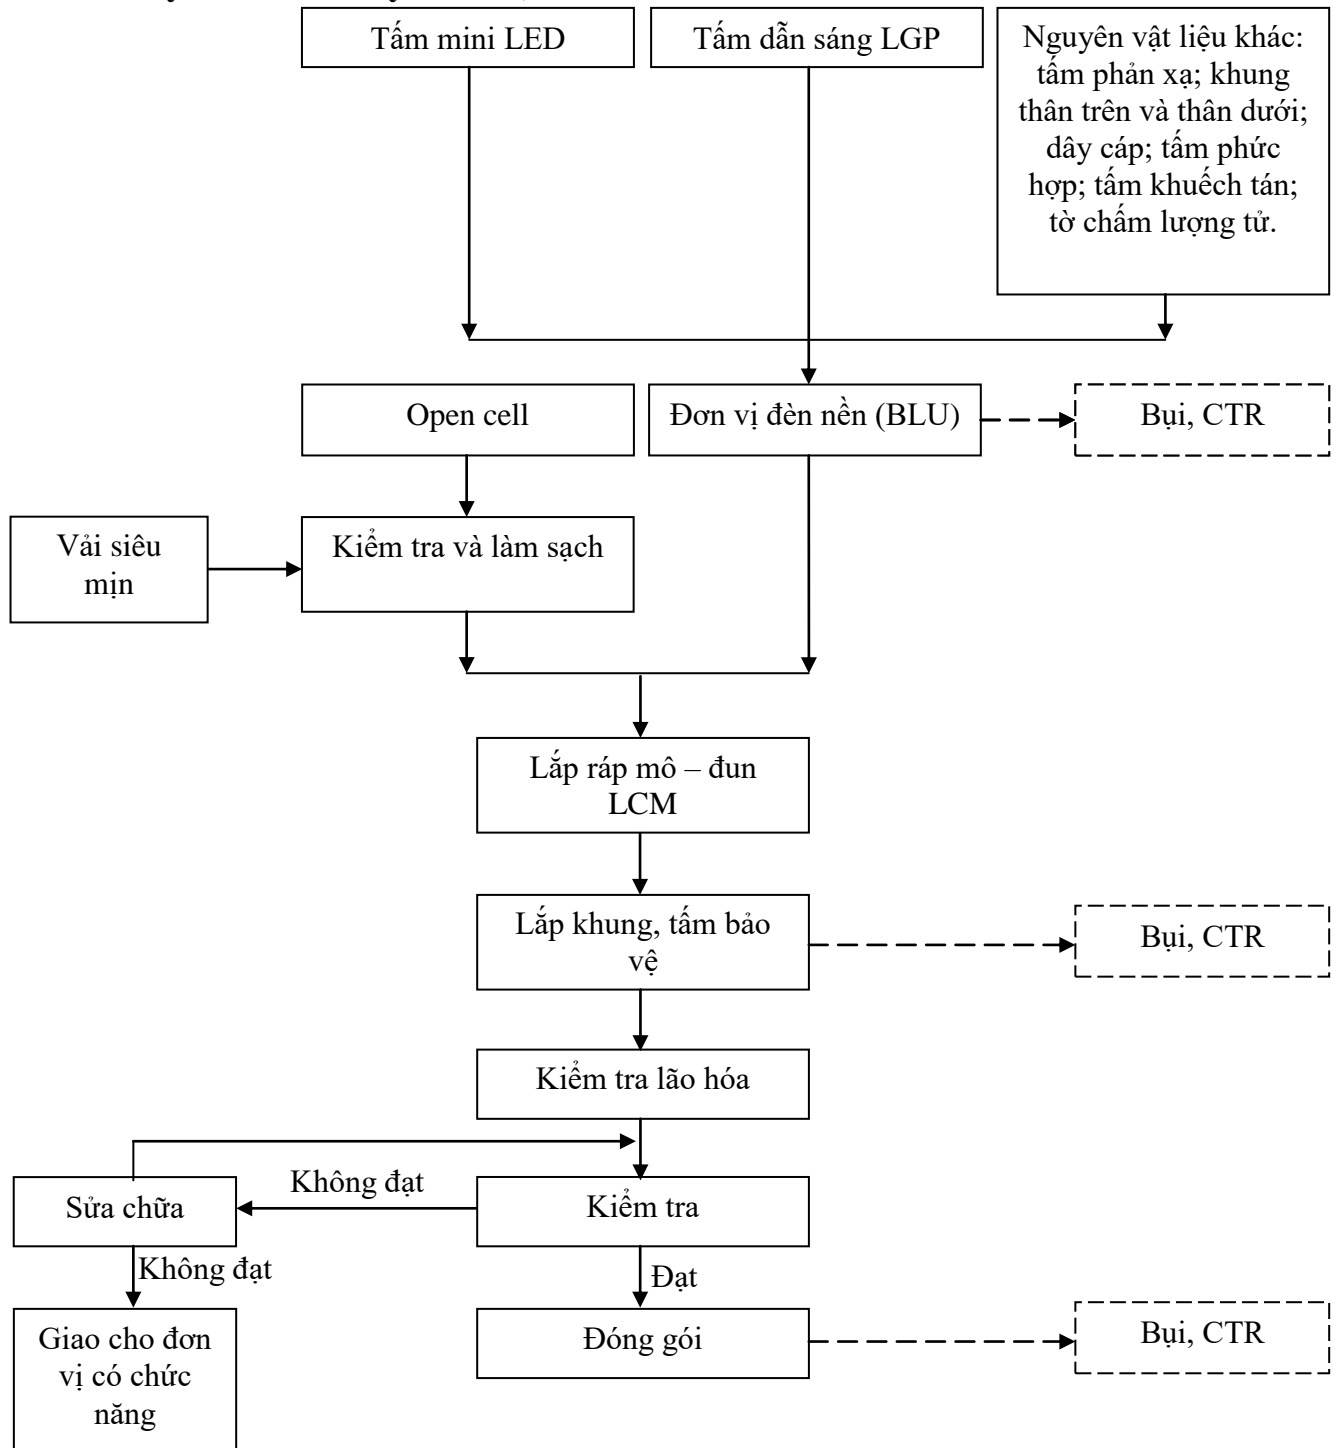 Tấm mini LED
Tấm dẫn sáng LGP
Nguyên vật liệu khác:
tấm phản xạ; khung
thân trên và thân dưới;
dây cáp; tấm phức
hợp; tấm khuếch tán;
tờ chấm lượng tử.
Open cell
Đơn vị đèn nền (BLU)
Bụi, CTR
Vải siêu
mịn
Kiểm tra và làm sạch
Lắp ráp mô – đun
LCM
Lắp khung, tấm bảo
vệ
Bụi, CTR
Kiểm tra lão hóa
Sửa chữa
Không đạt
Kiểm tra
Không đạt
Đạt
Giao cho đơn
vị có chức
năng
Đóng gói
Bụi, CTR